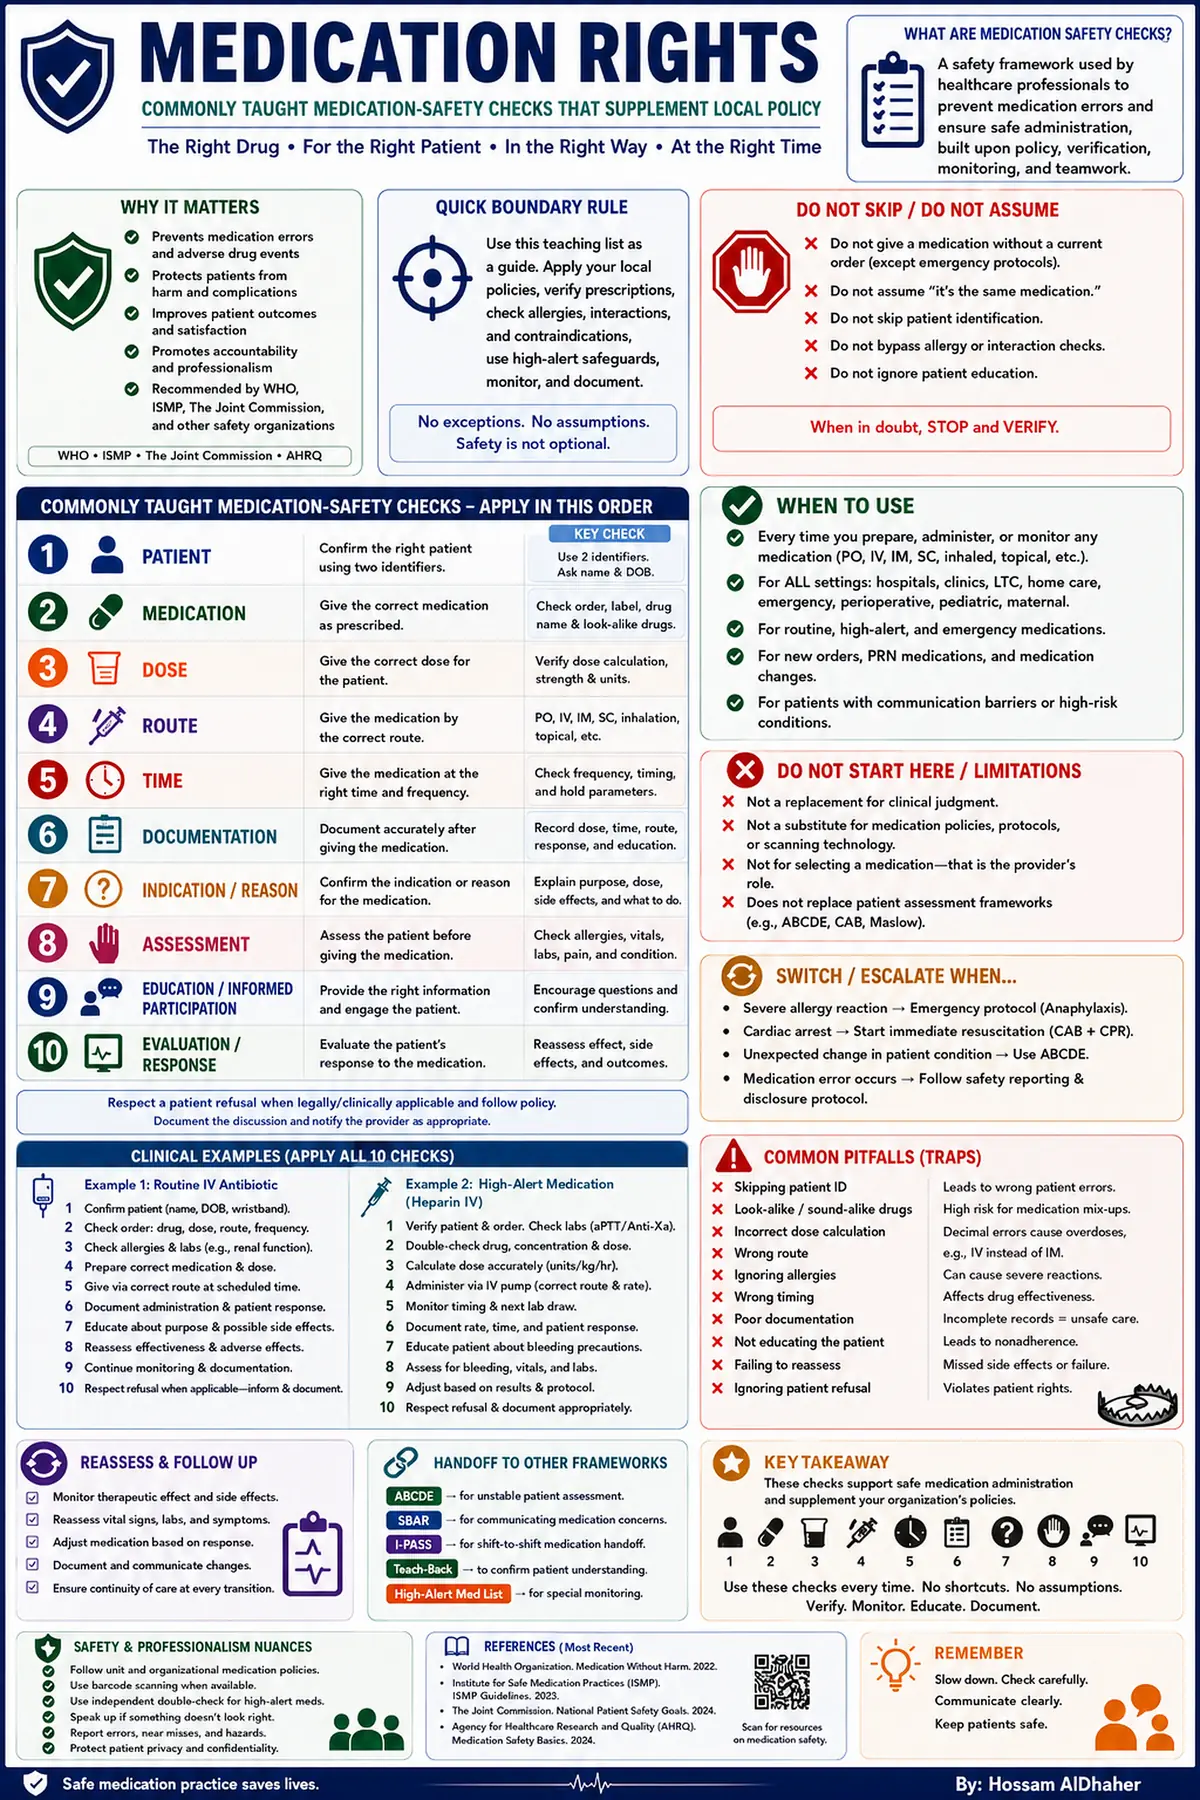 MEDICATION RIGHTS
COMMONLY TAUGHT MEDICATION-SAFETY CHECKS THAT SUPPLEMENT LOCAL POLICY
The Right Drug • For the Right Patient • In the Right Way • At the Right Time
WHAT ARE MEDICATION SAFETY CHECKS?
A safety framework used by
healthcare professionals to
prevent medication errors and
ensure safe administration,
built upon policy, verification,
monitoring, and teamwork.
WHY IT MATTERS
Prevents medication errors
and adverse drug events
Protects patients from
harm and complications
Improves patient outcomes
and satisfaction
Promotes accountability
and professionalism
Recommended by WHO,
ISMP, The Joint Commission,
and other safety organizations
WHO • ISMP • The Joint Commission • AHRQ
QUICK BOUNDARY RULE
Use this teaching list as
a guide. Apply your local
policies, verify prescriptions,
check allergies, interactions,
and contraindications,
use high-alert safeguards,
monitor, and document.
No exceptions. No assumptions.
Safety is not optional.
DO NOT SKIP / DO NOT ASSUME
Do not give a medication without a current
order (except emergency protocols).
Do not assume “it’s the same medication.”
Do not skip patient identification.
Do not bypass allergy or interaction checks.
Do not ignore patient education.
When in doubt, STOP and VERIFY.
COMMONLY TAUGHT MEDICATION-SAFETY CHECKS – APPLY IN THIS ORDER
KEY CHECK
1 PATIENT
Confirm the right patient
using two identifiers.
Use 2 identifiers.
Ask name & DOB.
2 MEDICATION
Give the correct medication
as prescribed.
Check order, label, drug
name & look-alike drugs.
3 DOSE
Give the correct dose for
the patient.
Verify dose calculation,
strength & units.
4 ROUTE
Give the medication by
the correct route.
PO, IV, IM, SC, inhalation,
topical, etc.
5 TIME
Give the medication at the
right time and frequency.
Check frequency, timing,
and hold parameters.
6 DOCUMENTATION
Document accurately after
giving the medication.
Record dose, time, route,
response, and education.
7 INDICATION / REASON
Confirm the indication or reason
for the medication.
Explain purpose, dose,
side effects, and what to do.
8 ASSESSMENT
Assess the patient before
giving the medication.
Check allergies, vitals,
labs, pain, and condition.
9 EDUCATION / INFORMED
PARTICIPATION
Provide the right information
and engage the patient.
Encourage questions and
confirm understanding.
10 EVALUATION /
RESPONSE
Evaluate the patient’s
response to the medication.
Reassess effect, side
effects, and outcomes.
Respect a patient refusal when legally/clinically applicable and follow policy.
Document the discussion and notify the provider as appropriate.
WHEN TO USE
Every time you prepare, administer, or monitor any
medication (PO, IV, IM, SC, inhaled, topical, etc.).
For ALL settings: hospitals, clinics, LTC, home care,
emergency, perioperative, pediatric, maternal.
For routine, high-alert, and emergency medications.
For new orders, PRN medications, and medication
changes.
For patients with communication barriers or high-risk
conditions.
DO NOT START HERE / LIMITATIONS
Not a replacement for clinical judgment.
Not a substitute for medication policies, protocols,
or scanning technology.
Not for selecting a medication—that is the provider’s
role.
Does not replace patient assessment frameworks
(e.g., ABCDE, CAB, Maslow).
SWITCH / ESCALATE WHEN...
• Severe allergy reaction → Emergency protocol (Anaphylaxis).
• Cardiac arrest → Start immediate resuscitation (CAB + CPR).
• Unexpected change in patient condition → Use ABCDE.
• Medication error occurs → Follow safety reporting &
disclosure protocol.
CLINICAL EXAMPLES (APPLY ALL 10 CHECKS)
Example 1: Routine IV Antibiotic
1 Confirm patient (name, DOB, wristband).
2 Check order: drug, dose, route, frequency.
3 Check allergies & labs (e.g., renal function).
4 Prepare correct medication & dose.
5 Give via correct route at scheduled time.
6 Document administration & patient response.
7 Educate about purpose & possible side effects.
8 Reassess effectiveness & adverse effects.
9 Continue monitoring & documentation.
10 Respect refusal when applicable—inform & document.
Example 2: High-Alert Medication
(Heparin IV)
1 Verify patient & order. Check labs (aPTT/Anti-Xa).
2 Double-check drug, concentration & dose.
3 Calculate dose accurately (units/kg/hr).
4 Administer via IV pump (correct route & rate).
5 Monitor timing & next lab draw.
6 Document rate, time, and patient response.
7 Educate patient about bleeding precautions.
8 Assess for bleeding, vitals, and labs.
9 Adjust based on results & protocol.
10 Respect refusal & document appropriately.
COMMON PITFALLS (TRAPS)
Skipping patient ID Leads to wrong patient errors.
Look-alike / sound-alike drugs High risk for medication mix-ups.
Incorrect dose calculation Decimal errors cause overdoses,
Wrong route e.g., IV instead of IM.
Ignoring allergies Can cause severe reactions.
Wrong timing Affects drug effectiveness.
Poor documentation Incomplete records = unsafe care.
Not educating the patient Leads to nonadherence.
Failing to reassess Missed side effects or failure.
Ignoring patient refusal Violates patient rights.
REASSESS & FOLLOW UP
Monitor therapeutic effect and side effects.
Reassess vital signs, labs, and symptoms.
Adjust medication based on response.
Document and communicate changes.
Ensure continuity of care at every transition.
HANDOFF TO OTHER FRAMEWORKS
ABCDE → for unstable patient assessment.
SBAR → for communicating medication concerns.
I-PASS → for shift-to-shift medication handoff.
Teach-Back → to confirm patient understanding.
High-Alert Med List → for special monitoring.
KEY TAKEAWAY
These checks support safe medication administration
and supplement your organization’s policies.
1 2 3 4 5 6 7 8 9 10
Use these checks every time. No shortcuts. No assumptions.
Verify. Monitor. Educate. Document.
SAFETY & PROFESSIONALISM NUANCES
Follow unit and organizational medication policies.
Use barcode scanning when available.
Use independent double-check for high-alert meds.
Speak up if something doesn’t look right.
Report errors, near misses, and hazards.
Protect patient privacy and confidentiality.
REFERENCES (Most Recent)
• World Health Organization. Medication Without Harm. 2022.
• Institute for Safe Medication Practices (ISMP).
ISMP Guidelines. 2023.
• The Joint Commission. National Patient Safety Goals. 2024.
• Agency for Healthcare Research and Quality (AHRQ).
Medication Safety Basics. 2024.
Scan for resources
on medication safety.
REMEMBER
Slow down. Check carefully.
Communicate clearly.
Keep patients safe.
Safe medication practice saves lives.
By: Hossam AlDhaher